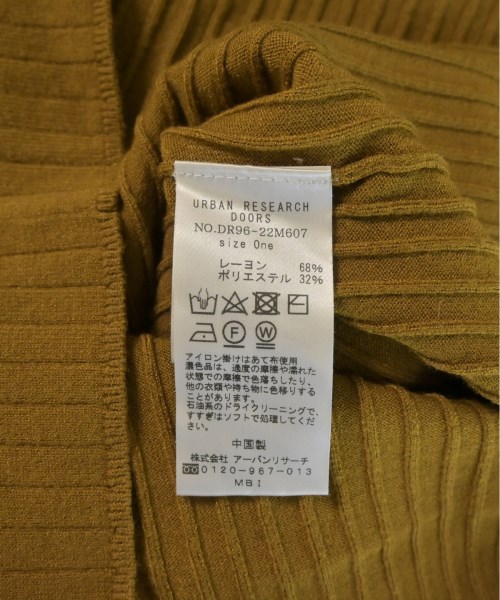 URBAN RESEARCH
DOORS
NO.DR96-22M607
size One
レーヨン 68%
ポリエステル 32%
F W
アイロン掛けはあて布使用
濃色品は、過度の摩擦や濡れた
状態での摩擦で色落ちしたり、
他の衣類や持ち物に色移りする
ことがあります。
石油系のドライクリーニングで、
すすぎはソフトで処理してくだ
さい。
中国製
株式会社 アーバンリサーチ
0120-967-013
MBI